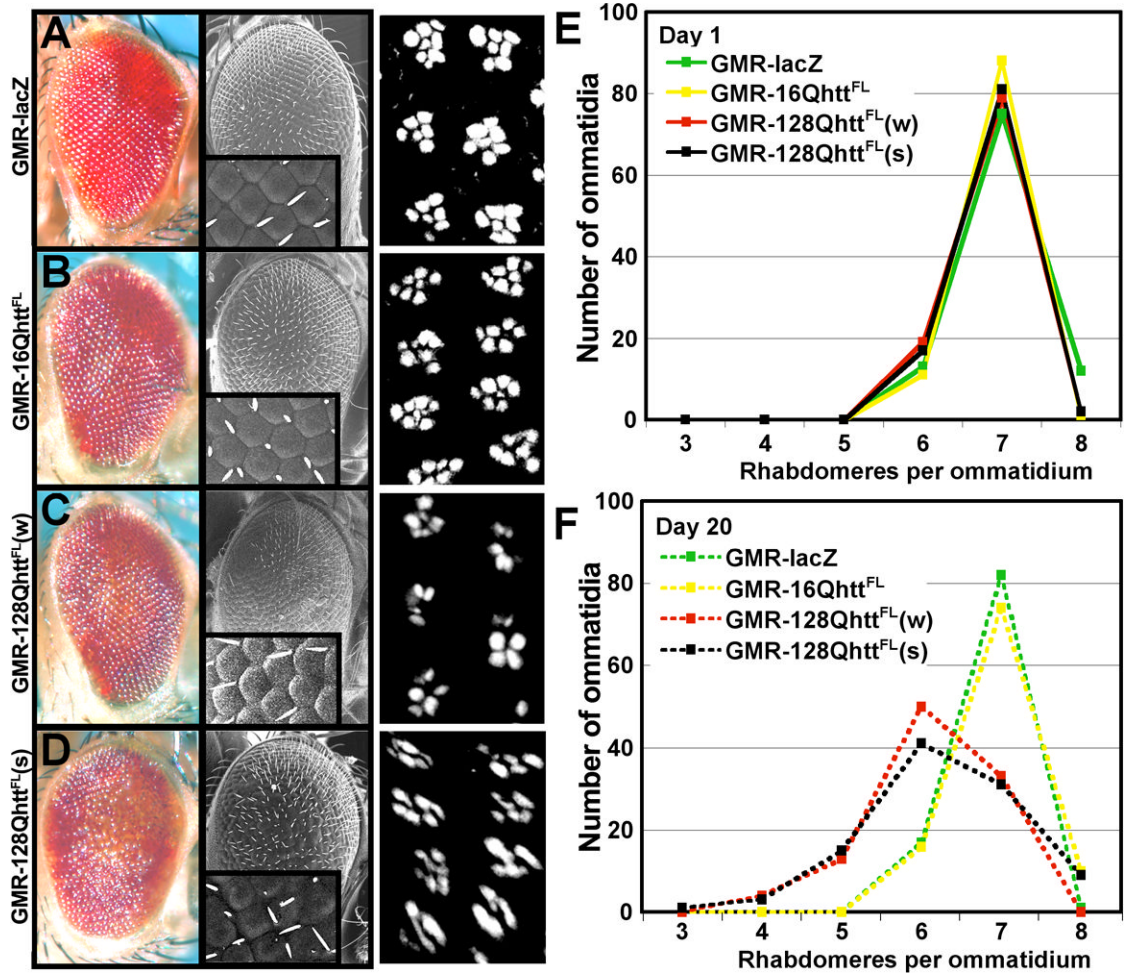 A
GMR-lacZ
B
GMR-16Qhtt^FL
C
GMR-128Qhtt^FL(w)
D
GMR-128Qhtt^FL(s)
E
Day 1
GMR-lacZ
GMR-16Qhtt^FL
GMR-128Qhtt^FL(w)
GMR-128Qhtt^FL(s)
Number of ommatidia
100
80
60
40
20
0
3 4 5 6 7 8
Rhabdomeres per ommatidium
F
Day 20
GMR-lacZ
GMR-16Qhtt^FL
GMR-128Qhtt^FL(w)
GMR-128Qhtt^FL(s)
Number of ommatidia
100
80
60
40
20
0
3 4 5 6 7 8
Rhabdomeres per ommatidium